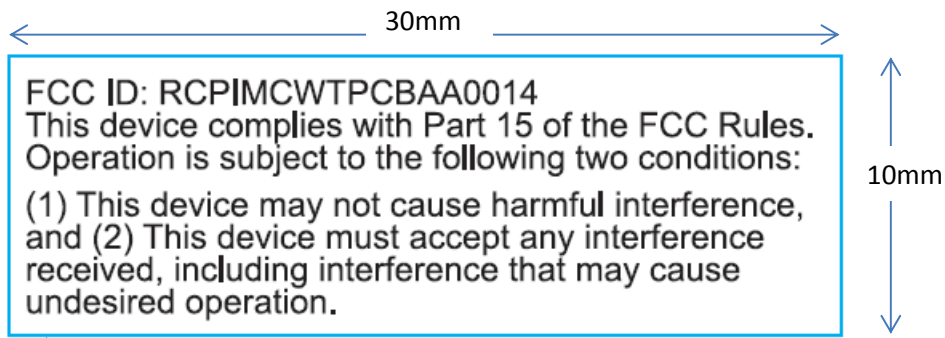 30mm
FCC ID: RCPIMCWTPCBAA0014
This device complies with Part 15 of the FCC Rules.
Operation is subject to the following two conditions:
(1) This device may not cause harmful interference,
and (2) This device must accept any interference
received, including interference that may cause
undesired operation.
10mm